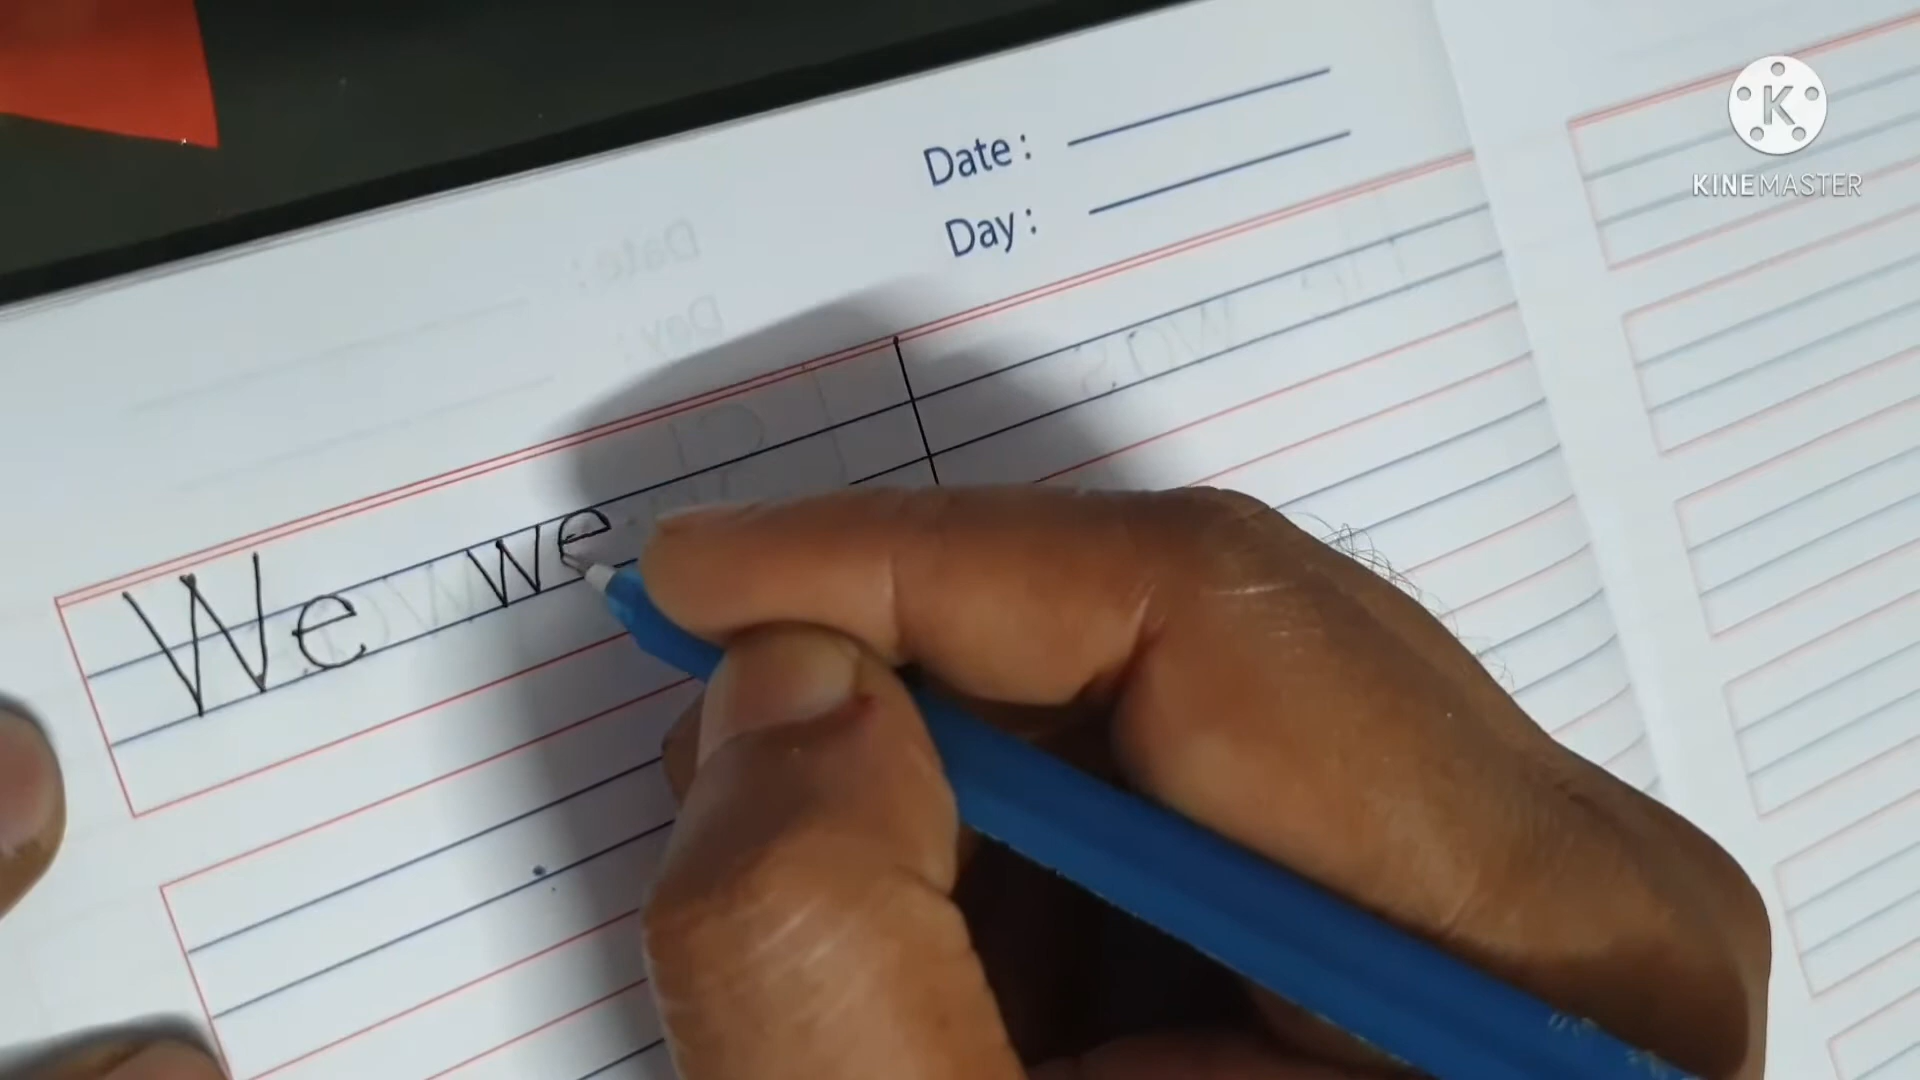 Date :
Day :
We we
K
KINEMASTER